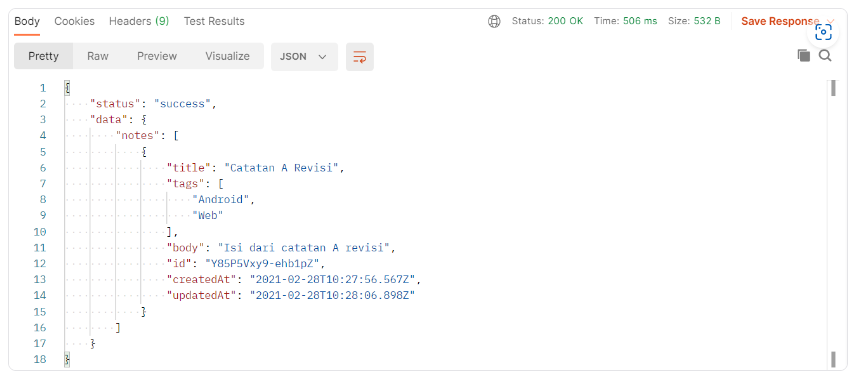 Body Cookies Headers (9) Test Results Status: 200 OK Time: 506 ms Size: 532 B Save Response
Pretty Raw Preview Visualize JSON
1 {
2 "status": "success",
3 "data": {
4 "notes": [
5 {
6 "title": "Catatan A Revisi",
7 "tags": [
8 "Android",
9 "Web"
10 ],
11 "body": "Isi dari catatan A revisi",
12 "id": "Y85P5Vxy9-ehb1pZ",
13 "createdAt": "2021-02-28T10:27:56.567Z",
14 "updatedAt": "2021-02-28T10:28:06.898Z"
15 }
16 ]
17 }
18 }